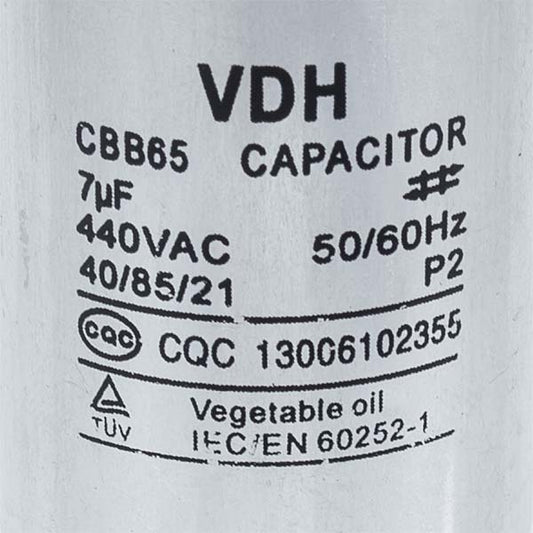 VDH
CBB65 CAPACITOR
7µF
440VAC 50/60Hz
40/85/21 P2
CQC CQC 13006102355
TÜV Vegetable oil
IEC/EN 60252-1